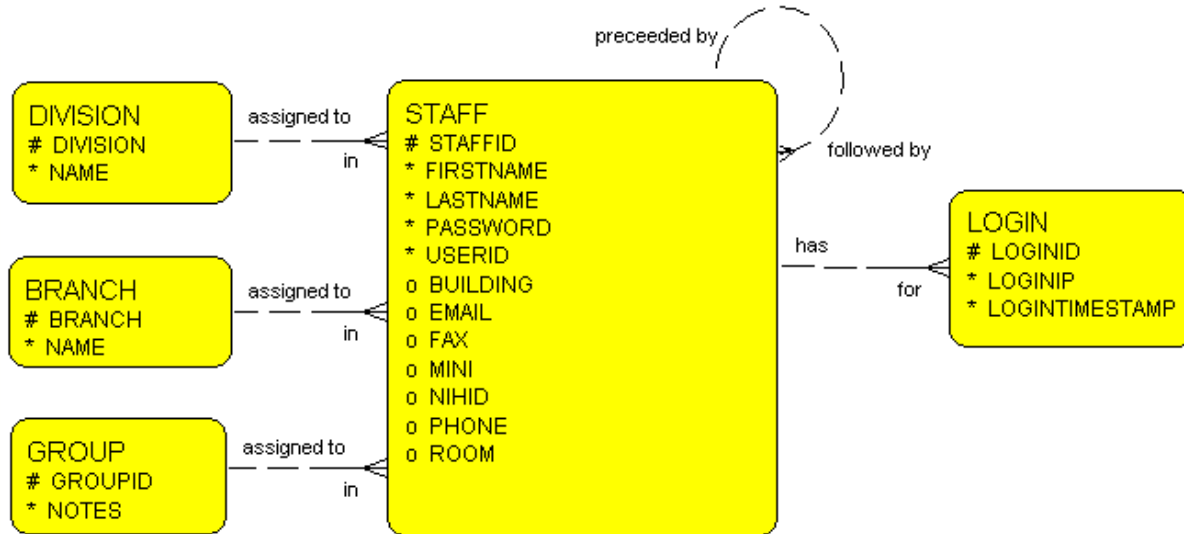 preceeded by
followed by
DIVISION
# DIVISION
* NAME
assigned to
in
BRANCH
# BRANCH
* NAME
assigned to
in
GROUP
# GROUPID
* NOTES
assigned to
in
STAFF
# STAFFID
* FIRSTNAME
* LASTNAME
* PASSWORD
* USERID
o BUILDING
o EMAIL
o FAX
o MINI
o NIHID
o PHONE
o ROOM
has
for
LOGIN
# LOGINID
* LOGINIP
* LOGINTIMESTAMP